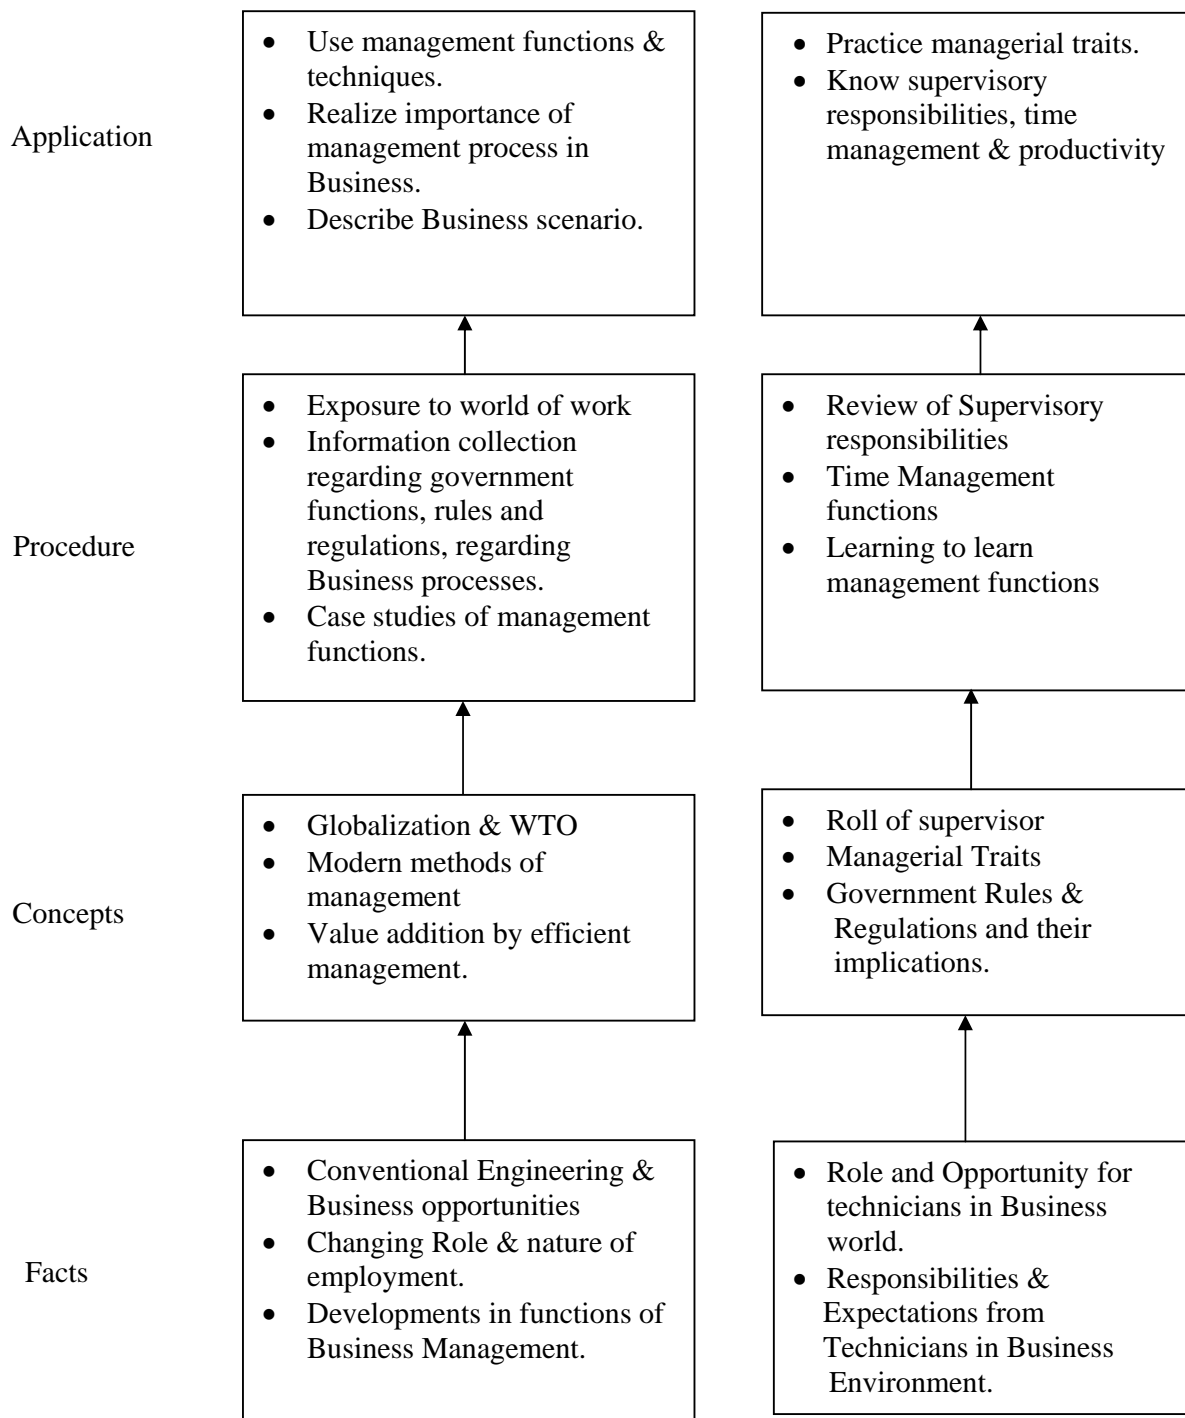 Application
• Use management functions &
techniques.
• Realize importance of
management process in
Business.
• Describe Business scenario.
• Practice managerial traits.
• Know supervisory
responsibilities, time
management & productivity
Procedure
• Exposure to world of work
• Information collection
regarding government
functions, rules and
regulations, regarding
Business processes.
• Case studies of management
functions.
• Review of Supervisory
responsibilities
• Time Management
functions
• Learning to learn
management functions
Concepts
• Globalization & WTO
• Modern methods of
management
• Value addition by efficient
management.
• Roll of supervisor
• Managerial Traits
• Government Rules &
Regulations and their
implications.
Facts
• Conventional Engineering &
Business opportunities
• Changing Role & nature of
employment.
• Developments in functions of
Business Management.
• Role and Opportunity for
technicians in Business
world.
• Responsibilities &
Expectations from
Technicians in Business
Environment.